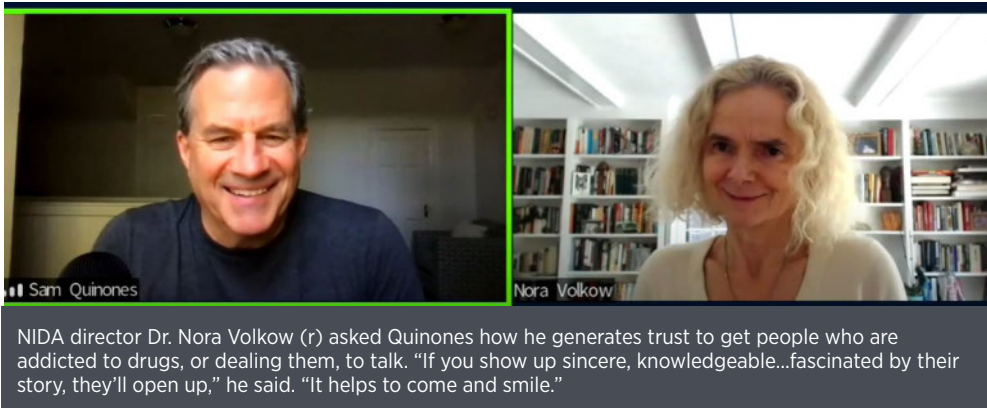 Sam Quinones
Nora Volkow
NIDA director Dr. Nora Volkow (r) asked Quinones how he generates trust to get people who are
addicted to drugs, or dealing them, to talk. “If you show up sincere, knowledgeable...fascinated by their
story, they’ll open up,” he said. “It helps to come and smile.”